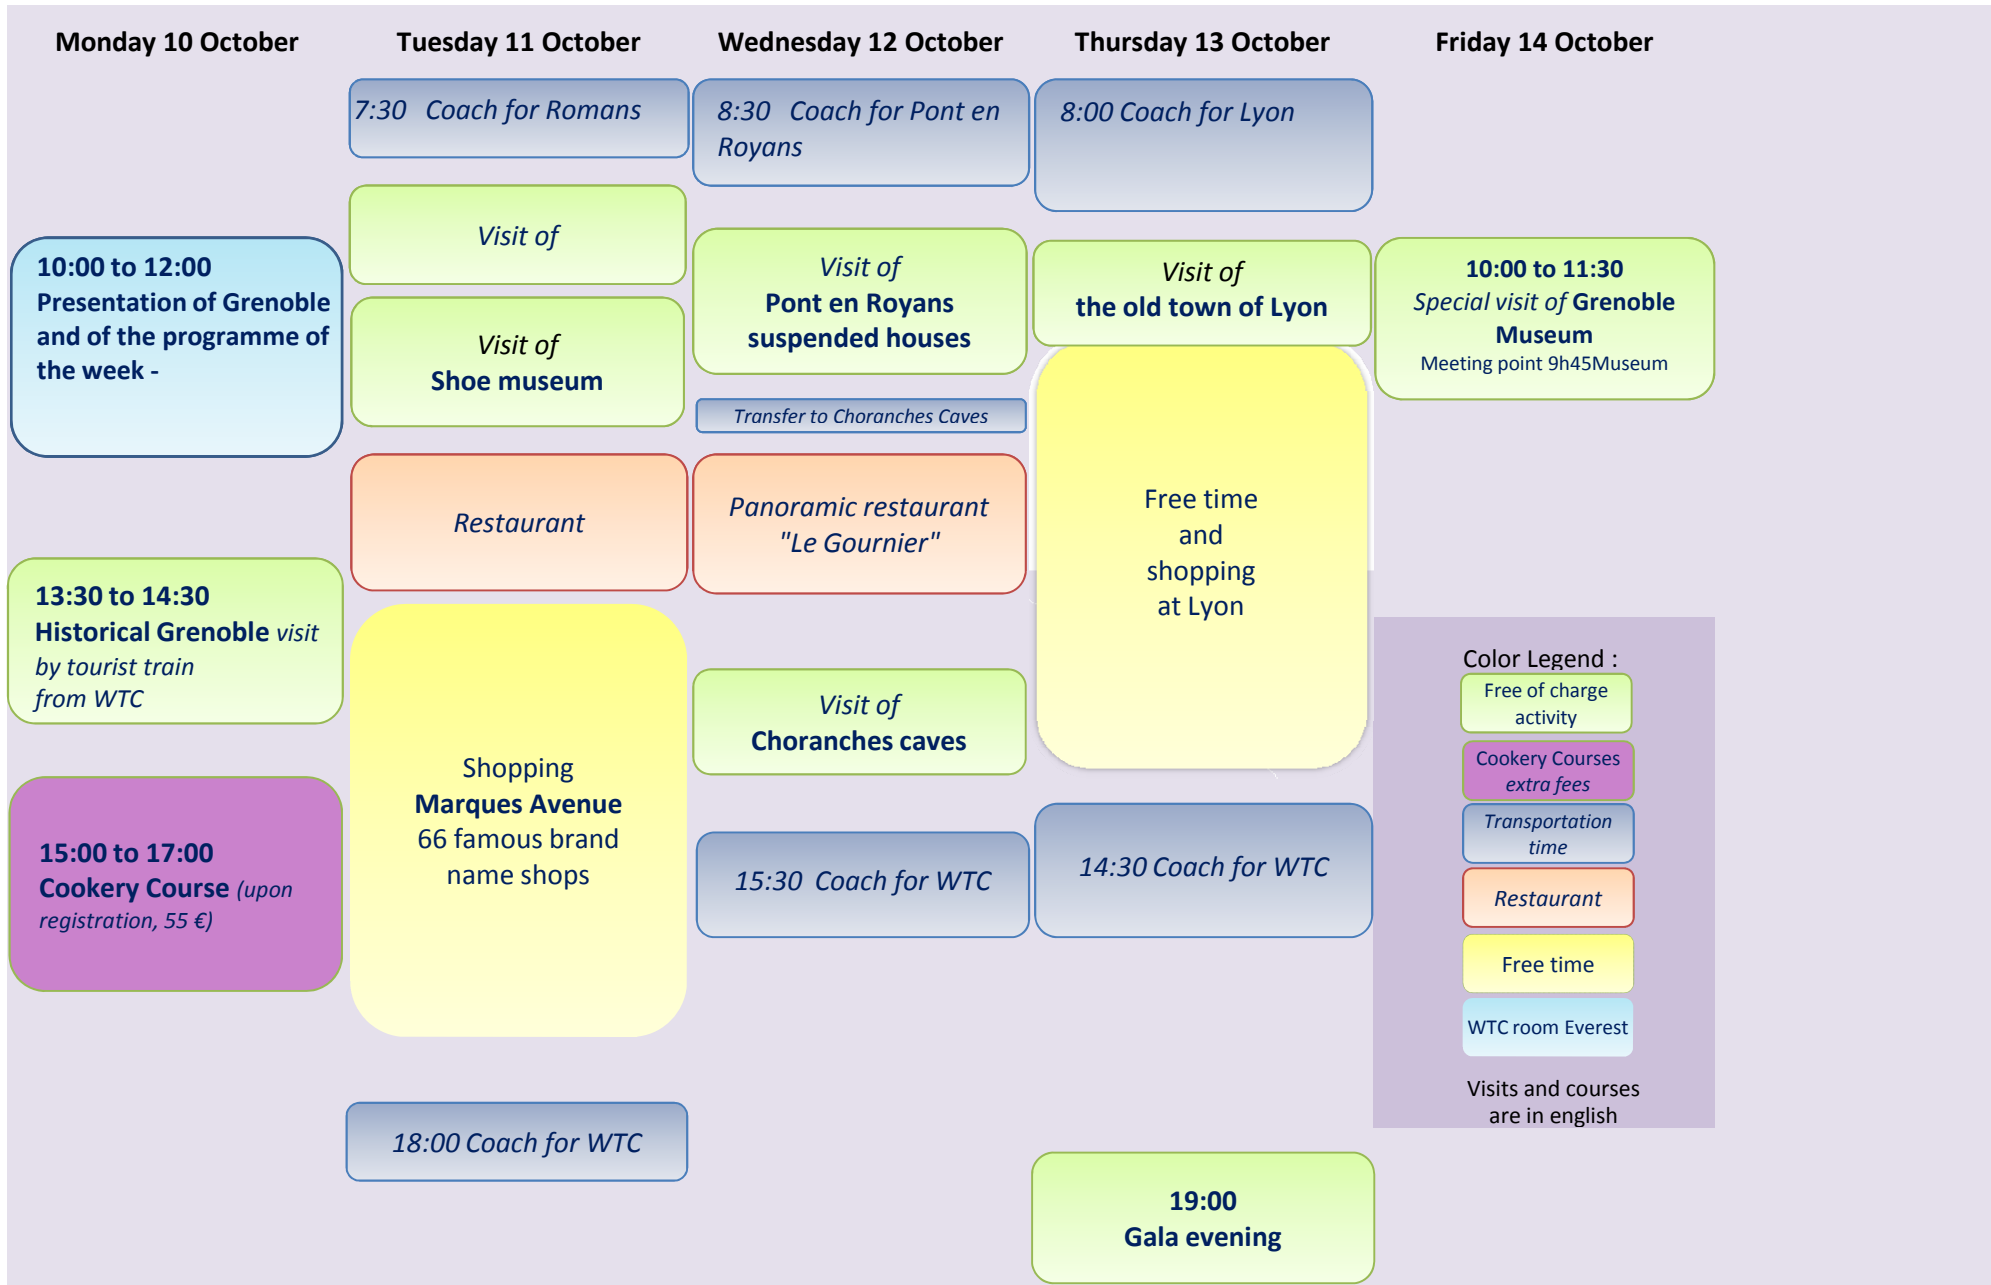 Monday 10 October
10:00 to 12:00
Presentation of Grenoble
and of the programme of
the week -
13:30 to 14:30
Historical Grenoble visit
by tourist train
from WTC
15:00 to 17:00
Cookery Course (upon
registration, 55 €)
Tuesday 11 October
7:30 Coach for Romans
Visit of
Visit of
Shoe museum
Restaurant
Shopping
Marques Avenue
66 famous brand
name shops
18:00 Coach for WTC
Wednesday 12 October
8:30 Coach for Pont en
Royans
Visit of
Pont en Royans
suspended houses
Transfer to Choranches Caves
Panoramic restaurant
"Le Gournier"
Visit of
Choranches caves
15:30 Coach for WTC
Thursday 13 October
8:00 Coach for Lyon
Visit of
the old town of Lyon
Free time
and
shopping
at Lyon
14:30 Coach for WTC
19:00
Gala evening
Friday 14 October
10:00 to 11:30
Special visit of Grenoble
Museum
Meeting point 9h45Museum
Color Legend :
Free of charge
activity
Cookery Courses
extra fees
Transportation
time
Restaurant
Free time
WTC room Everest
Visits and courses
are in english